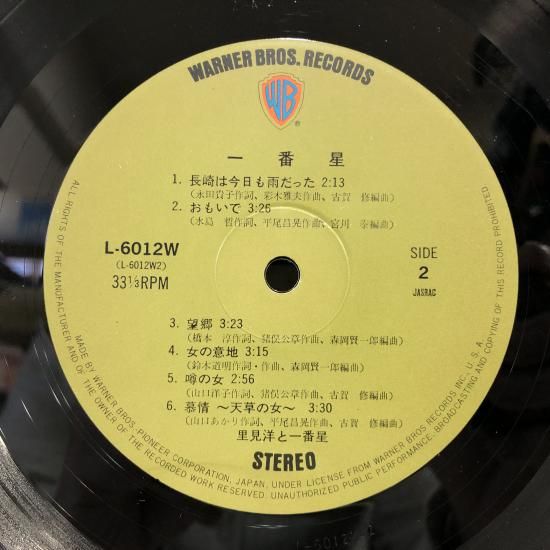 WARNER BROS. RECORDS
WB
®
一番星
1. 長崎は今日も雨だった 2:13
(永田貴子作詞、彩木雅夫作曲、古賀 修編曲)
2. おもいで 3:26
(水島 哲作詞、平尾昌晃作曲、宮川 泰編曲)
L-6012W
(L-6012W2)
33⅓RPM
SIDE
2
JASRAC
3. 望郷 3:23
(橋本 淳作詞、猪俣公章作曲、森岡賢一郎編曲)
4. 女の意地 3:15
(鈴木道明作詞・作曲、森岡賢一郎編曲)
5. 噂の女 2:56
(山口洋子作詞、猪俣公章作曲、古賀 修編曲)
6. 慕情 〜天草の女〜 3:30
(山口あかり作詞、平尾昌晃作曲、古賀 修編曲)
里見洋と一番星
STEREO
ALL RIGHTS OF THE MANUFACTURER AND OF THE OWNER OF THE RECORDED WORK RESERVED. UNAUTHORIZED PUBLIC PERFORMANCE, BROADCASTING AND COPYING OF THIS RECORD PROHIBITED.
MADE BY WARNER BROS. PIONEER CORPORATION, JAPAN, UNDER LICENSE FROM WARNER BROS. RECORDS INC., U.S.A.